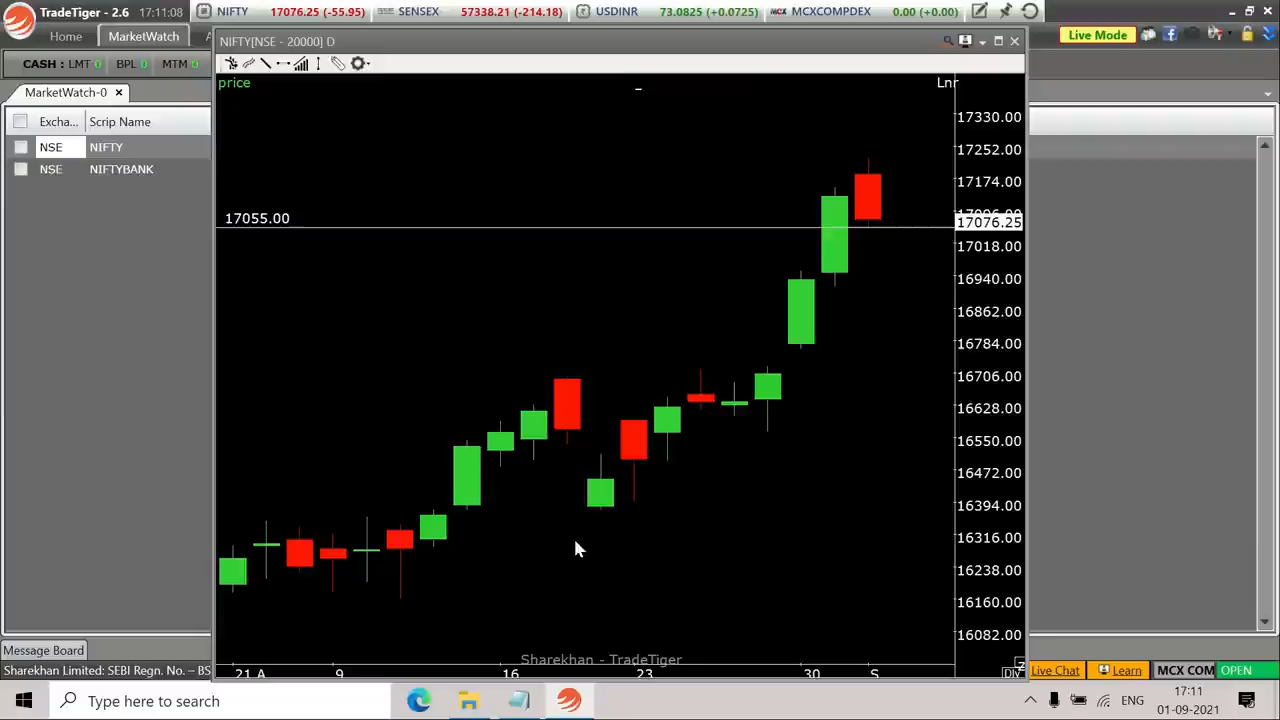 TradeTiger - 2.6 17:11:08 NIFTY 17076.25 (-55.95) SENSEX 57338.21 (-214.18) USDINR 73.0825 (+0.0725) MCX MCXCOMPDEX 0.00 (+0.00)
Home MarketWatch A Live Mode
NIFTY[NSE - 20000] D
CASH : LMT BPL MTM
price Lnr
MarketWatch-0
Excha... Scrip Name
NSE NIFTY
NSE NIFTYBANK
17330.00
17252.00
17174.00
17055.00
17076.25
17018.00
16940.00
16862.00
16784.00
16706.00
16628.00
16550.00
16472.00
16394.00
16316.00
16238.00
16160.00
16082.00
Message Board
Sharekhan - TradeTiger
Sharekhan Limited: SEBI Regn. No. – BS
21 A 9 16 23 30 S
Live Chat Learn MCX COM OPEN
Type here to search
ENG
17:11
01-09-2021